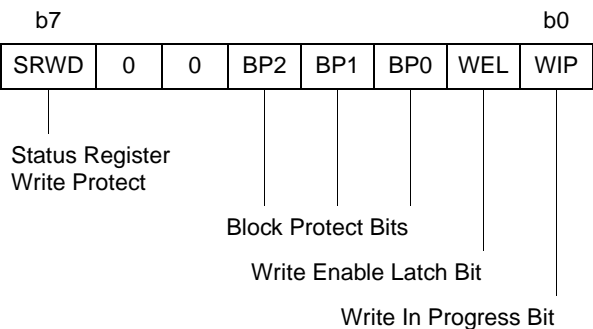 b7 b0
SRWD 0 0 BP2 BP1 BP0 WEL WIP
Status Register
Write Protect
Block Protect Bits
Write Enable Latch Bit
Write In Progress Bit